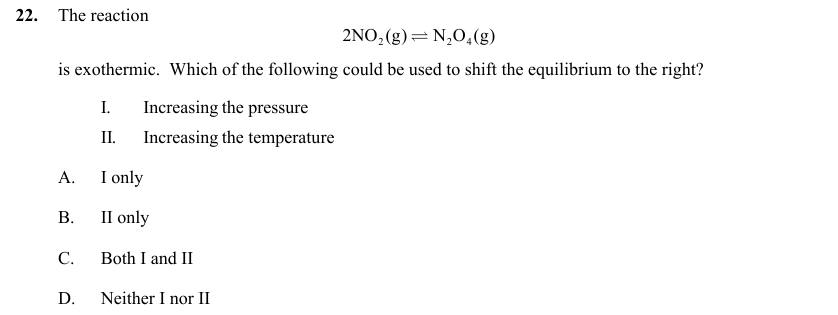 22. The reaction
2NO₂(g) ⇌ N₂O₄(g)
is exothermic. Which of the following could be used to shift the equilibrium to the right?
I. Increasing the pressure
II. Increasing the temperature
A. I only
B. II only
C. Both I and II
D. Neither I nor II